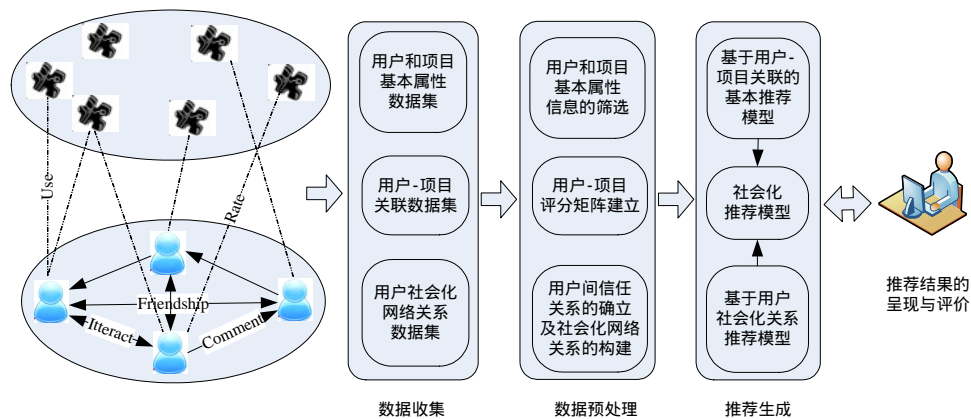 Use
Rate
Friendship
Itteract
Comment
用户和项目
基本属性
数据集
用户-项目
关联数据集
用户社会化
网络关系
数据集
数据收集
用户和项目
基本属性
信息的筛选
用户-项目
评分矩阵建立
用户间信任
关系的确立
及社会化网络
关系的构建
数据预处理
基于用户-
项目关联的
基本推荐
模型
社会化
推荐模型
基于用户
社会化关系
推荐模型
推荐生成
推荐结果的
呈现与评价